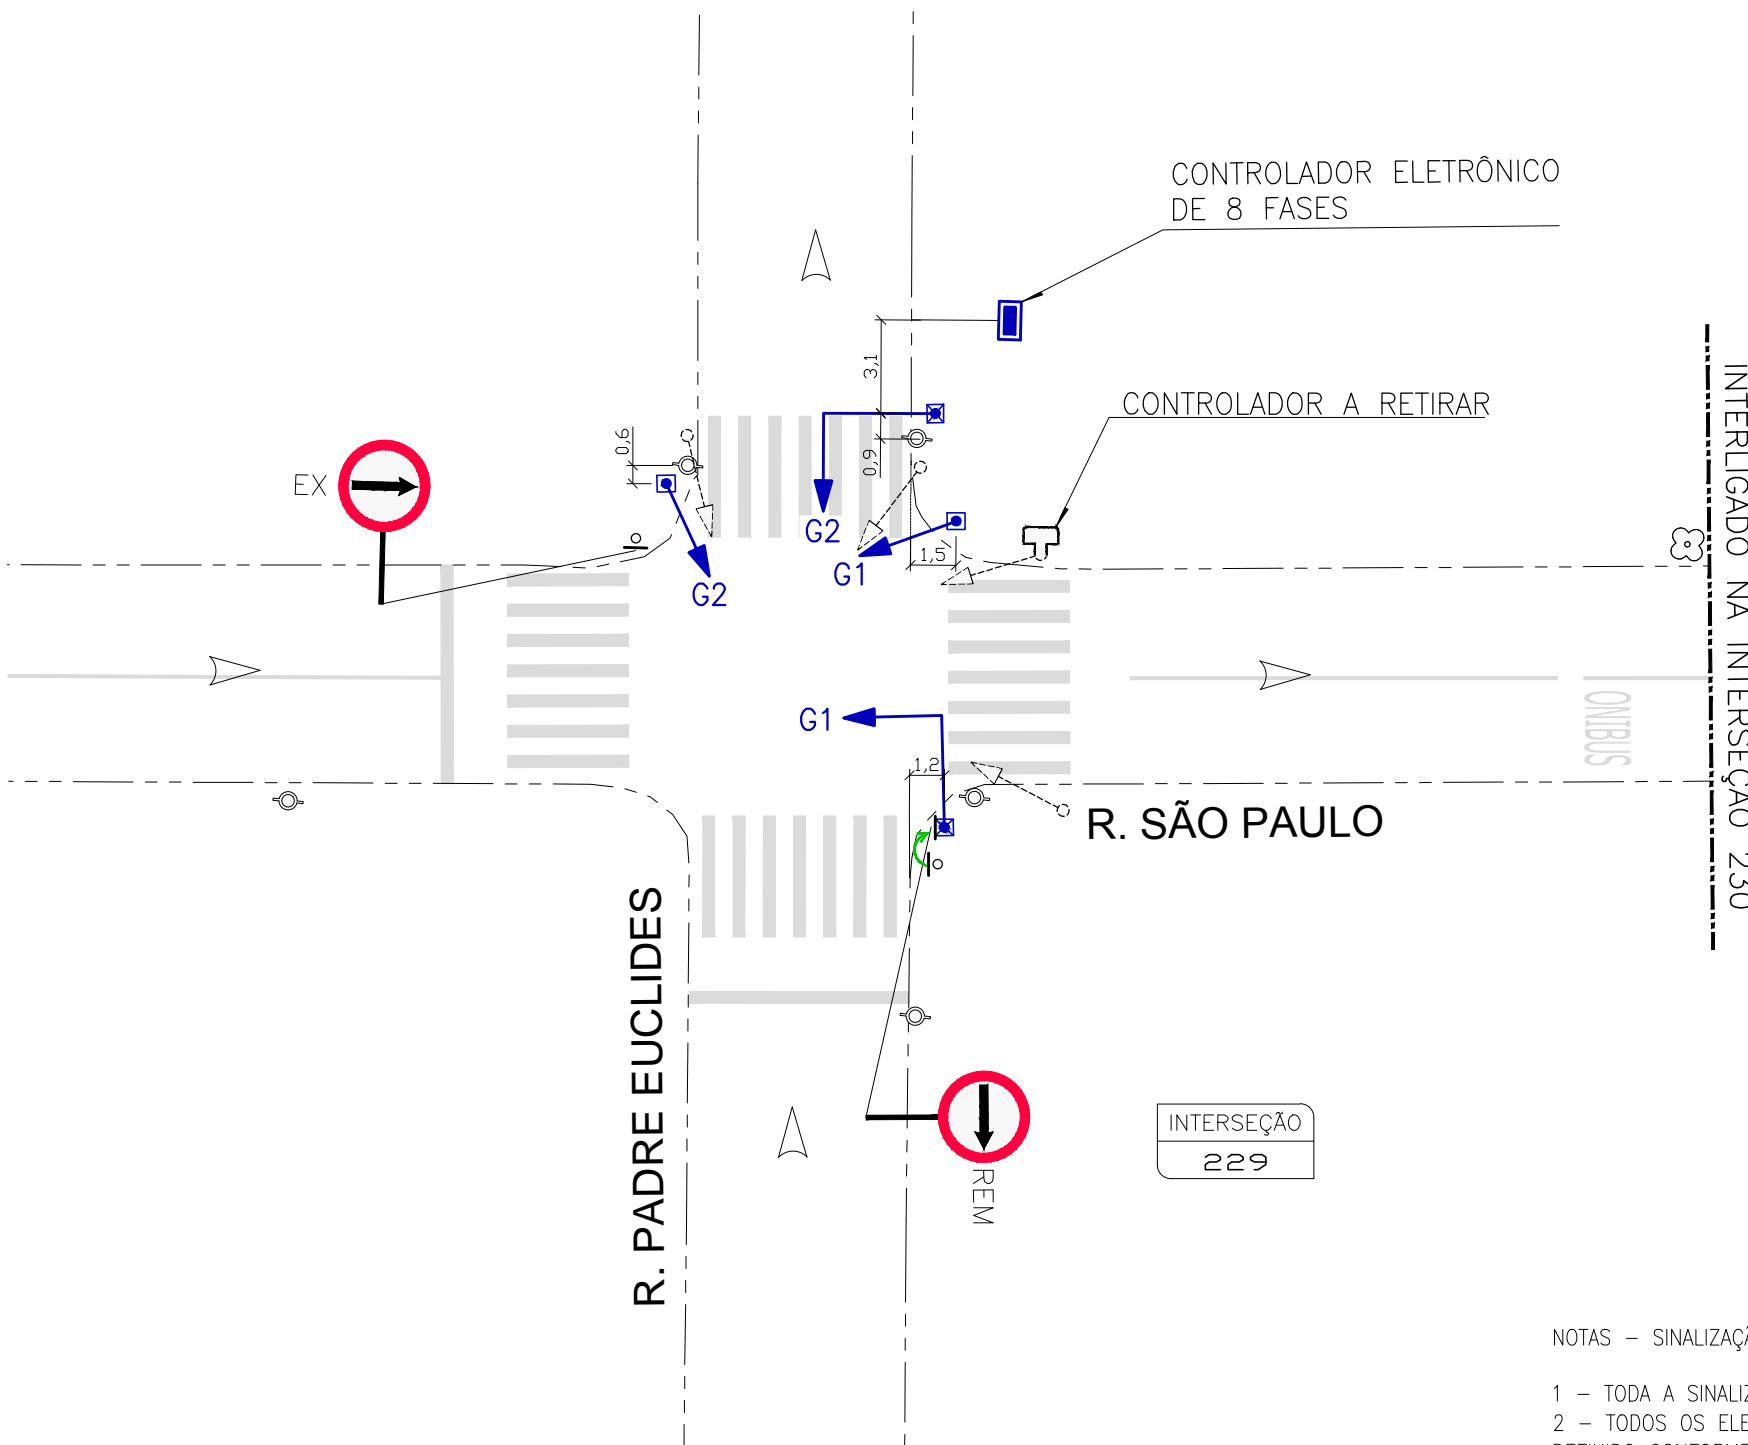 CONTROLADOR ELETRÔNICO
DE 8 FASES
3,1
CONTROLADOR A RETIRAR
0,6
0,9
EX
G2
G1
1,5
G2
INTERLIGADO NA INTERSEÇÃO 230
G1
ONIBUS
1,2
R. SÃO PAULO
R. PADRE EUCLIDES
INTERSEÇÃO
229
REM
NOTAS – SINALIZAÇÃ
1 – TODA A SINALIZ
2 – TODOS OS ELE